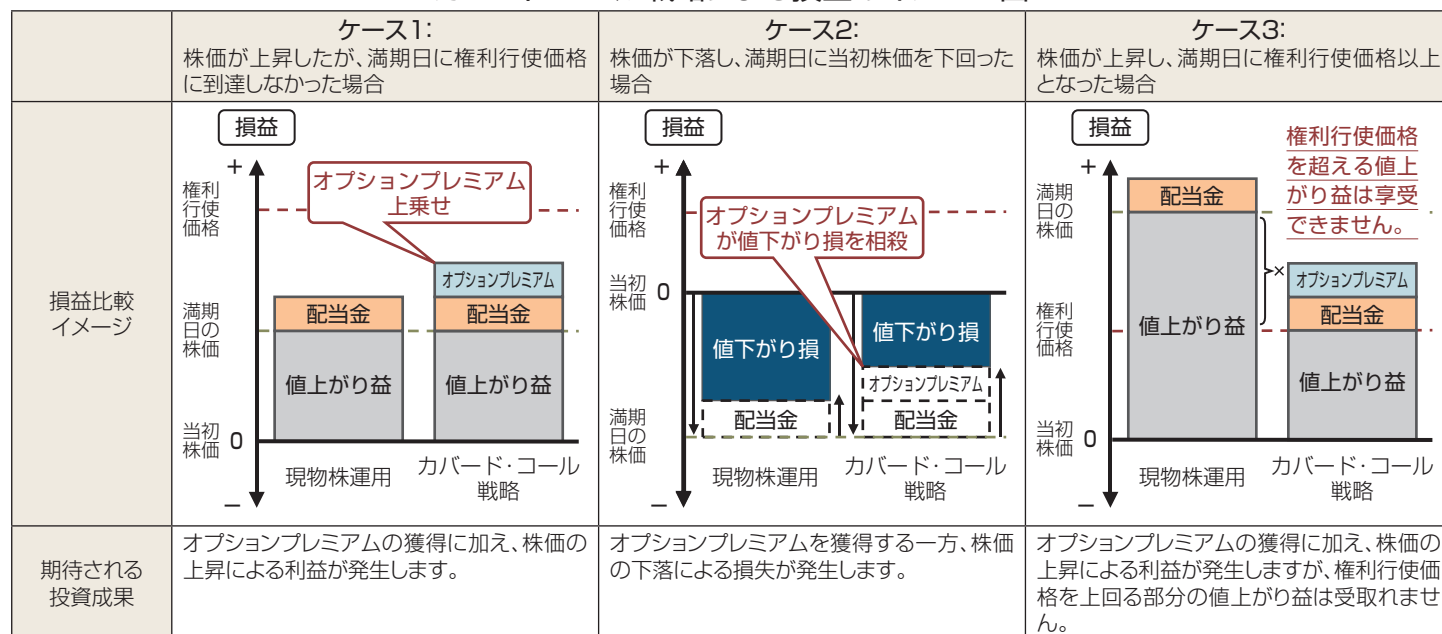 ケース1:
株価が上昇したが、満期日に権利行使価格
に到達しなかった場合
ケース2:
株価が下落し、満期日に当初株価を下回った
場合
ケース3:
株価が上昇し、満期日に権利行使価格以上
となった場合
損益比較
イメージ
損益
+
権利
行使
価格
オプションプレミアム
上乗せ
オプションプレミアム
配当金
配当金
満期
日の
株価
値上がり益
値上がり益
当初
株価
0
−
現物株運用
カバード・コール
戦略
損益
+
権利
行使
価格
オプションプレミアム
が値下がり損を相殺
当初
株価
0
値下がり損
値下がり損
オプションプレミアム
配当金
配当金
満期
日の
株価
−
現物株運用
カバード・コール
戦略
損益
+
権利行使価格
を超える値上
がり益は享受
できません。
満期
日の
株価
配当金
×
オプションプレミアム
配当金
権利
行使
価格
値上がり益
値上がり益
当初
株価
0
−
現物株運用
カバード・コール
戦略
期待される
投資成果
オプションプレミアムの獲得に加え、株価の
上昇による利益が発生します。
オプションプレミアムを獲得する一方、株価
の下落による損失が発生します。
オプションプレミアムの獲得に加え、株価の
上昇による利益が発生しますが、権利行使価
格を上回る部分の値上がり益は受取れませ
ん。